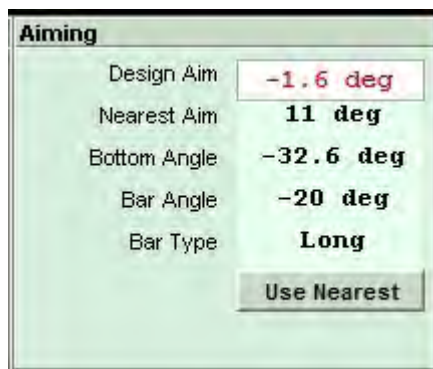 Aiming
Design Aim -1.6 deg
Nearest Aim 11 deg
Bottom Angle -32.6 deg
Bar Angle -20 deg
Bar Type Long
Use Nearest